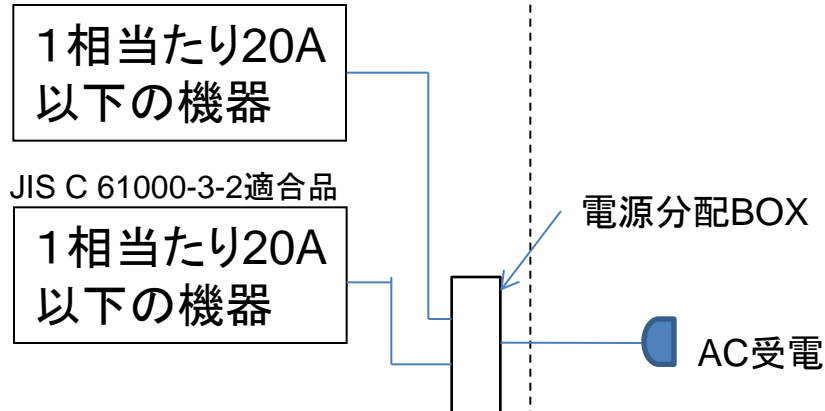 １相当たり20A
以下の機器
JIS C 61000-3-2適合品
１相当たり20A
以下の機器
電源分配BOX
AC受電